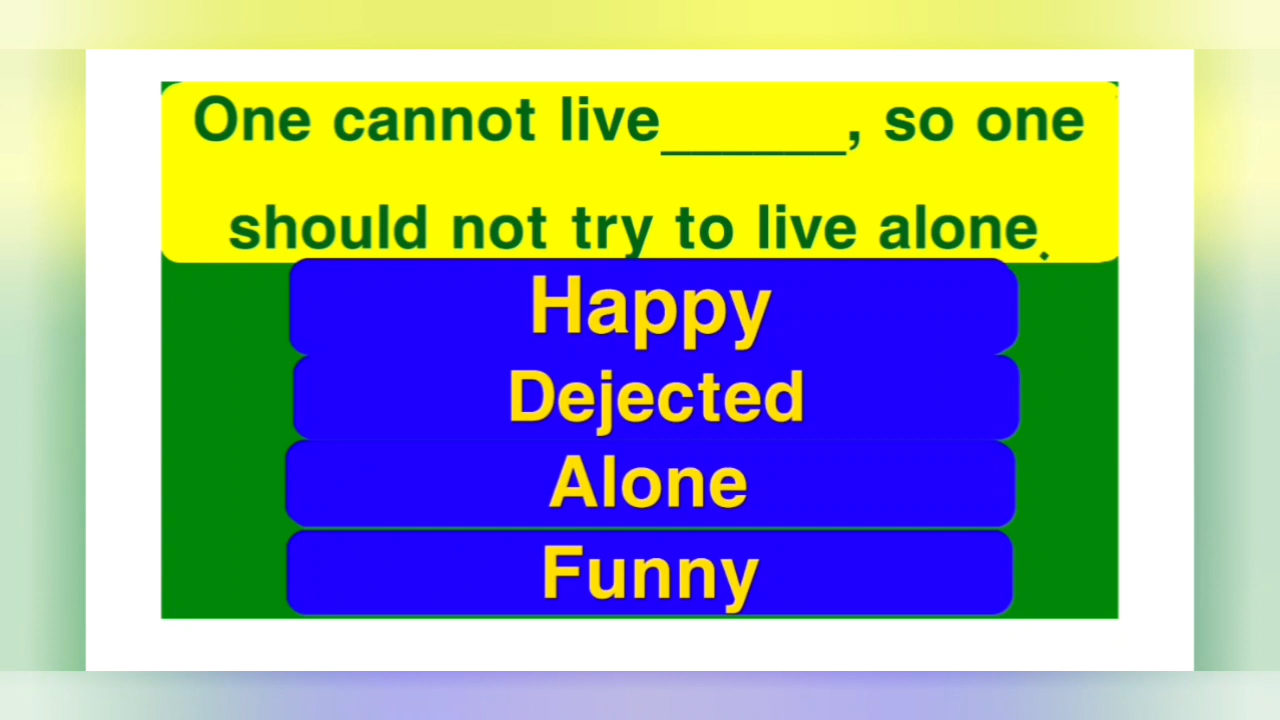 One cannot live______, so one
should not try to live alone.
Happy
Dejected
Alone
Funny